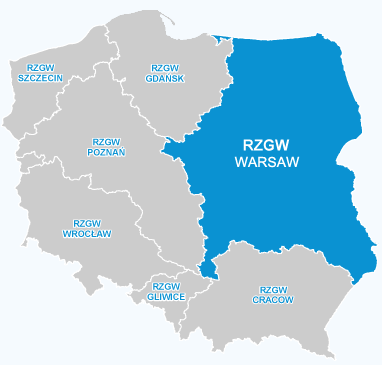 RZGW
SZCZECIN
RZGW
GDAŃSK
RZGW
POZNAŃ
RZGW
WARSAW
RZGW
WROCŁAW
RZGW
GLIWICE
RZGW
CRACOW